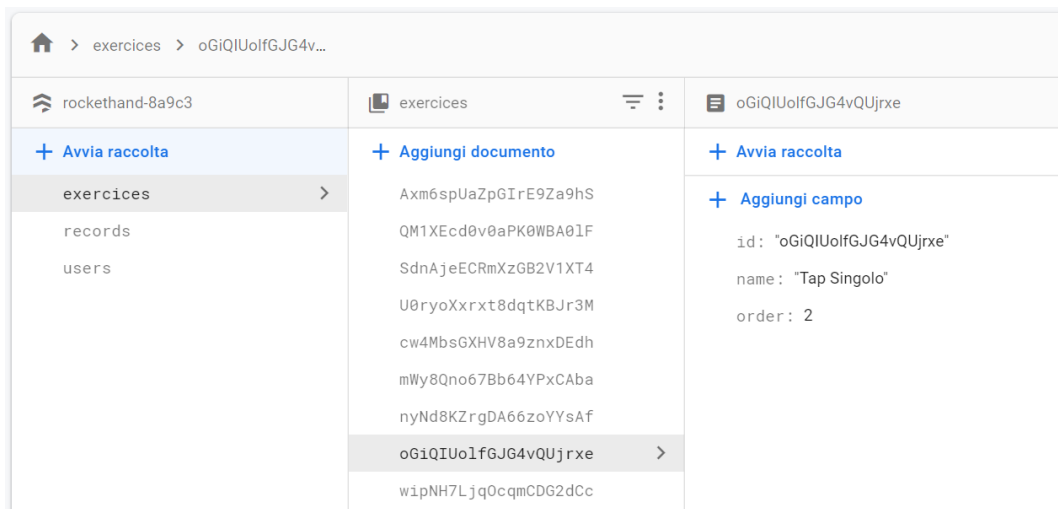 exercices > oGiQIUolfGJG4v...
rockethand-8a9c3
Avvia raccolta
exercices
records
users
exercices
Aggiungi documento
Axm6spUaZpGIrE9Za9hS
QM1XEcd0v0aPK0WBA0lF
SdnAjeECRmXzGB2V1XT4
U0ryoXxrxt8dqtKBJr3M
cw4MbsGXHV8a9znxDEdh
mWy8Qno67Bb64YPxCAba
nyNd8KZrgDA66zoYYsAf
oGiQIUolfGJG4vQUjrxe
wipNH7LjqOcqmCDG2dCc
oGiQIUolfGJG4vQUjrxe
Avvia raccolta
Aggiungi campo
id: "oGiQIUolfGJG4vQUjrxe"
name: "Tap Singolo"
order: 2